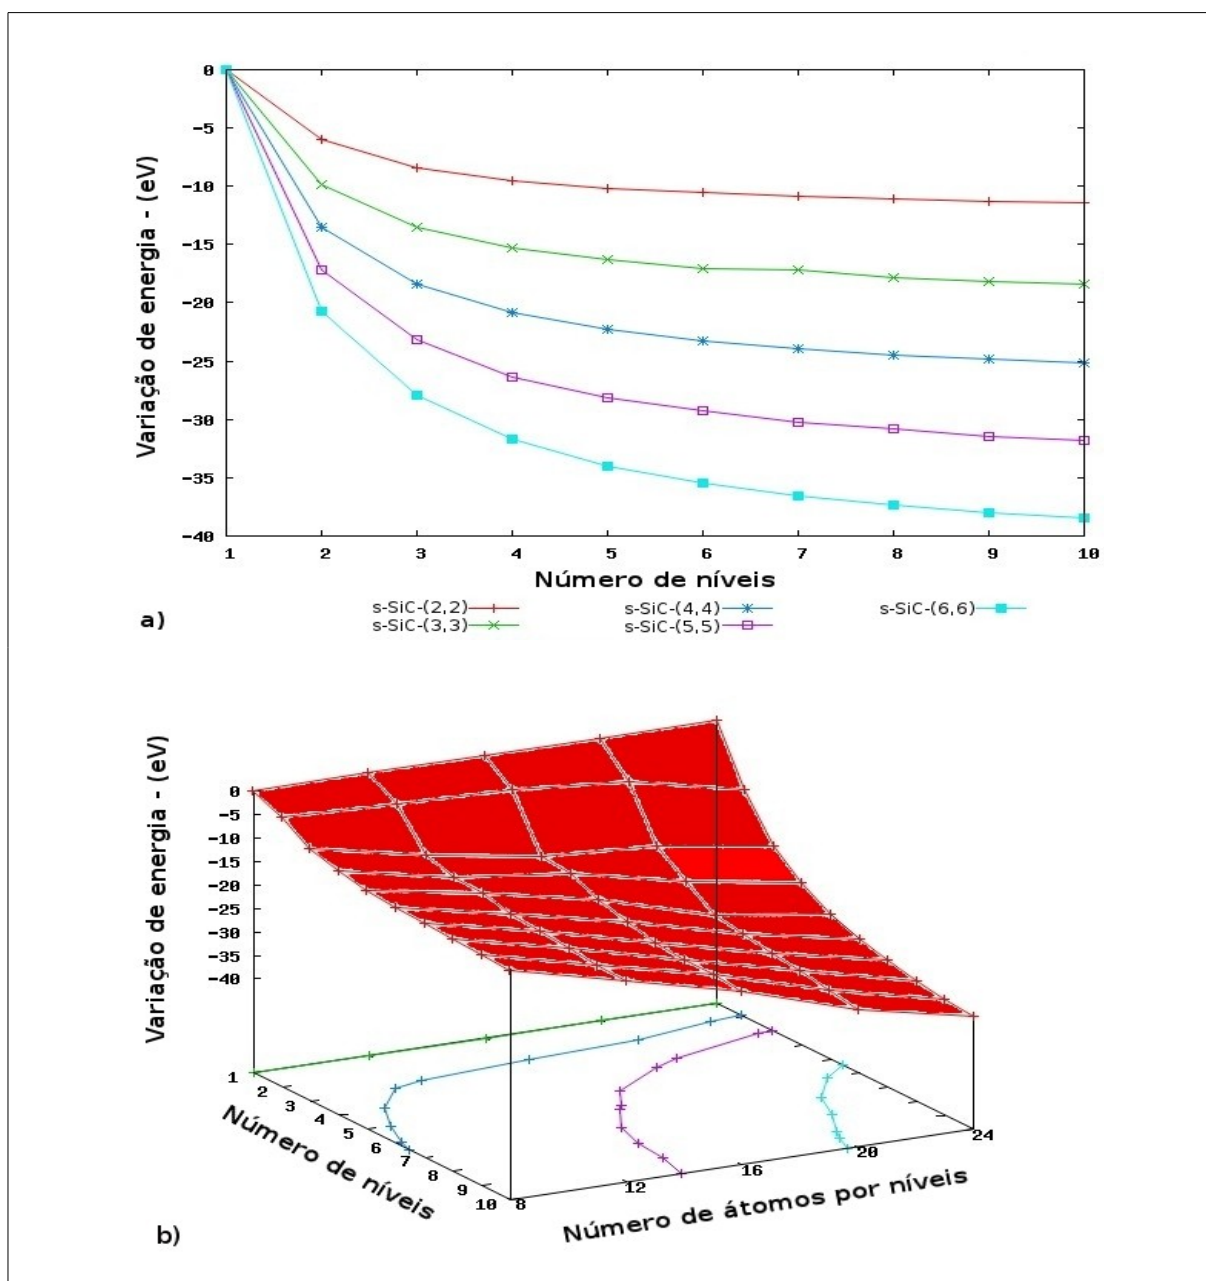 Variação de energia - (eV)
0
-5
-10
-15
-20
-25
-30
-35
-40
1 2 3 4 5 6 7 8 9 10
Número de níveis
s-SiC-(2,2) s-SiC-(4,4) s-SiC-(6,6)
s-SiC-(3,3) s-SiC-(5,5)
a)
Variação de energia - (eV)
0
-5
-10
-15
-20
-25
-30
-35
-40
1 2 3 4 5 6 7 8 9 10
Número de níveis
8 12 16 20 24
Número de átomos por níveis
b)